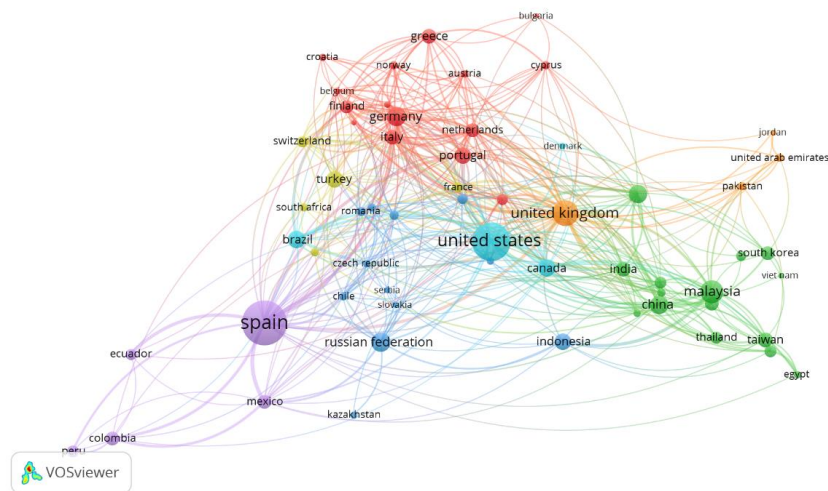 bulgaria
greece
croatia
norway
austria
cyprus
belgium
finland
germany
italy
netherlands
switzerland
portugal
denmark
jordan
united arab emirates
turkey
france
pakistan
south africa
romania
united kingdom
brazil
united states
south korea
czech republic
canada
india
viet nam
serbia
chile
slovakia
china
malaysia
spain
russian federation
indonesia
thailand
taiwan
ecuador
egypt
mexico
kazakhstan
colombia
peru
VOSviewer